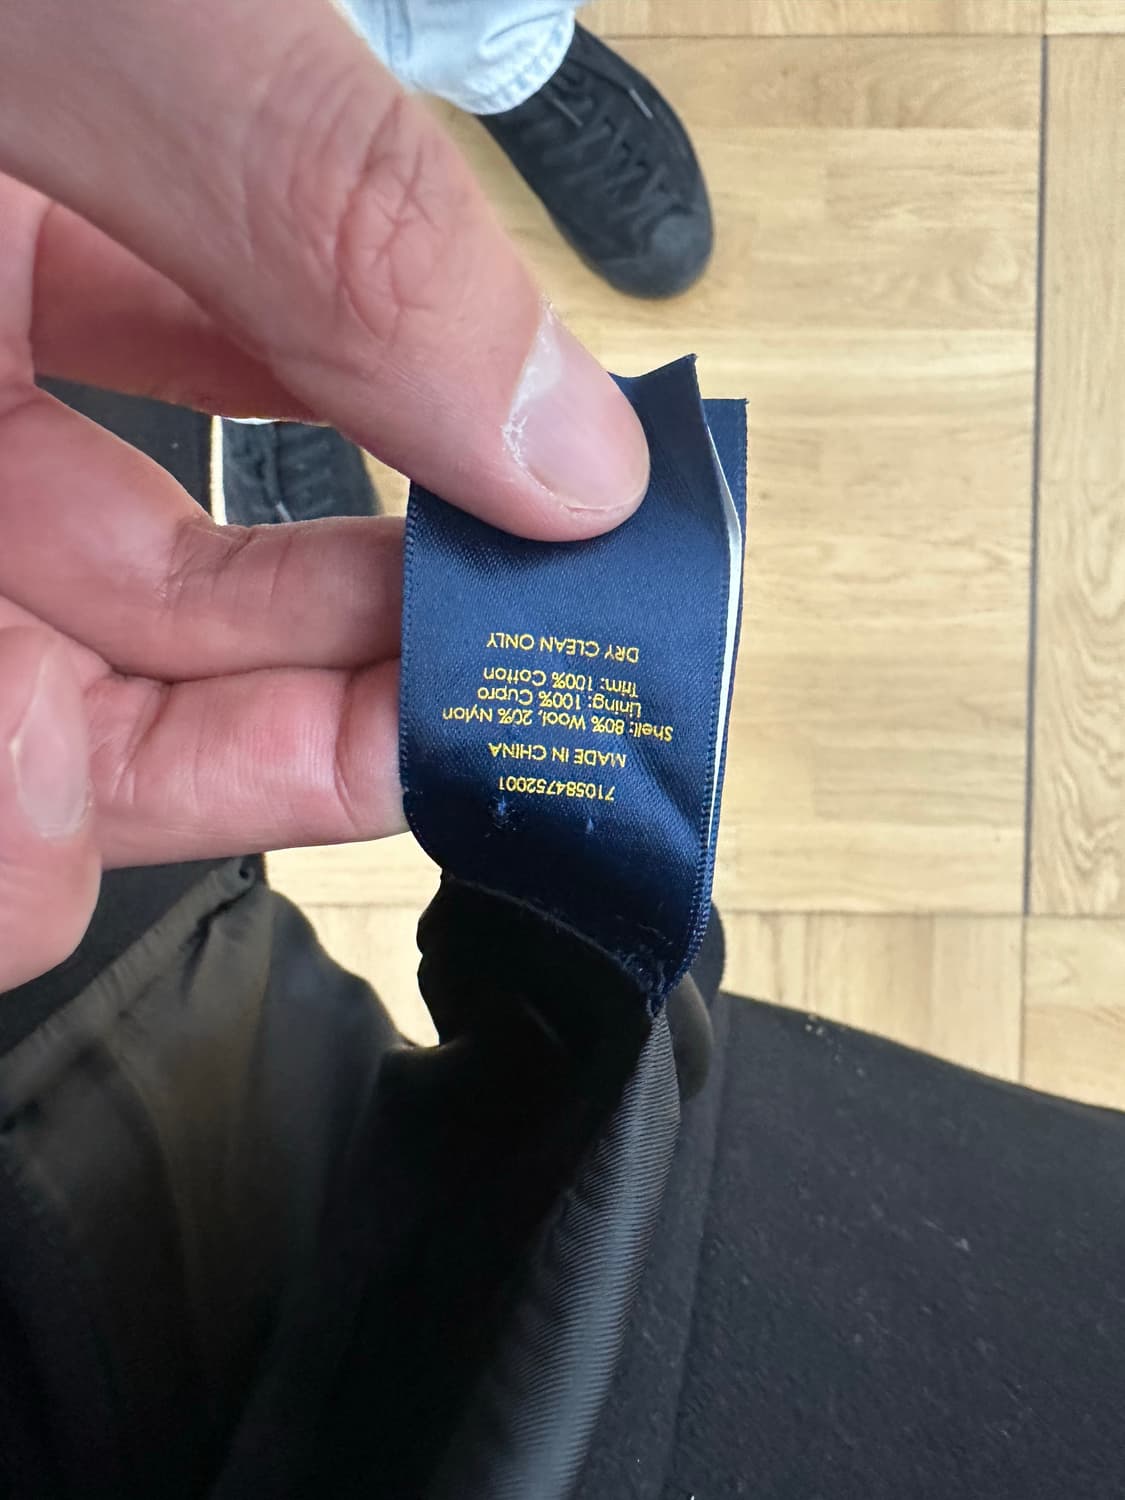 710584752001
MADE IN CHINA
Shell: 80% Wool, 20% Nylon
Lining: 100% Cupro
Trim: 100% Cotton
DRY CLEAN ONLY